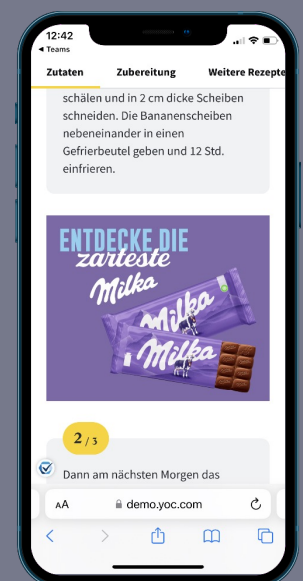 12:42
◀ Teams
Zutaten Zubereitung Weitere Rezepte
schälen und in 2 cm dicke Scheiben
schneiden. Die Bananenscheiben
nebeneinander in einen
Gefrierbeutel geben und 12 Std.
einfrieren.
ENTDECKE DIE
zarteste
Milka
Milka
Milka
2 / 3
Dann am nächsten Morgen das
AA demo.yoc.com